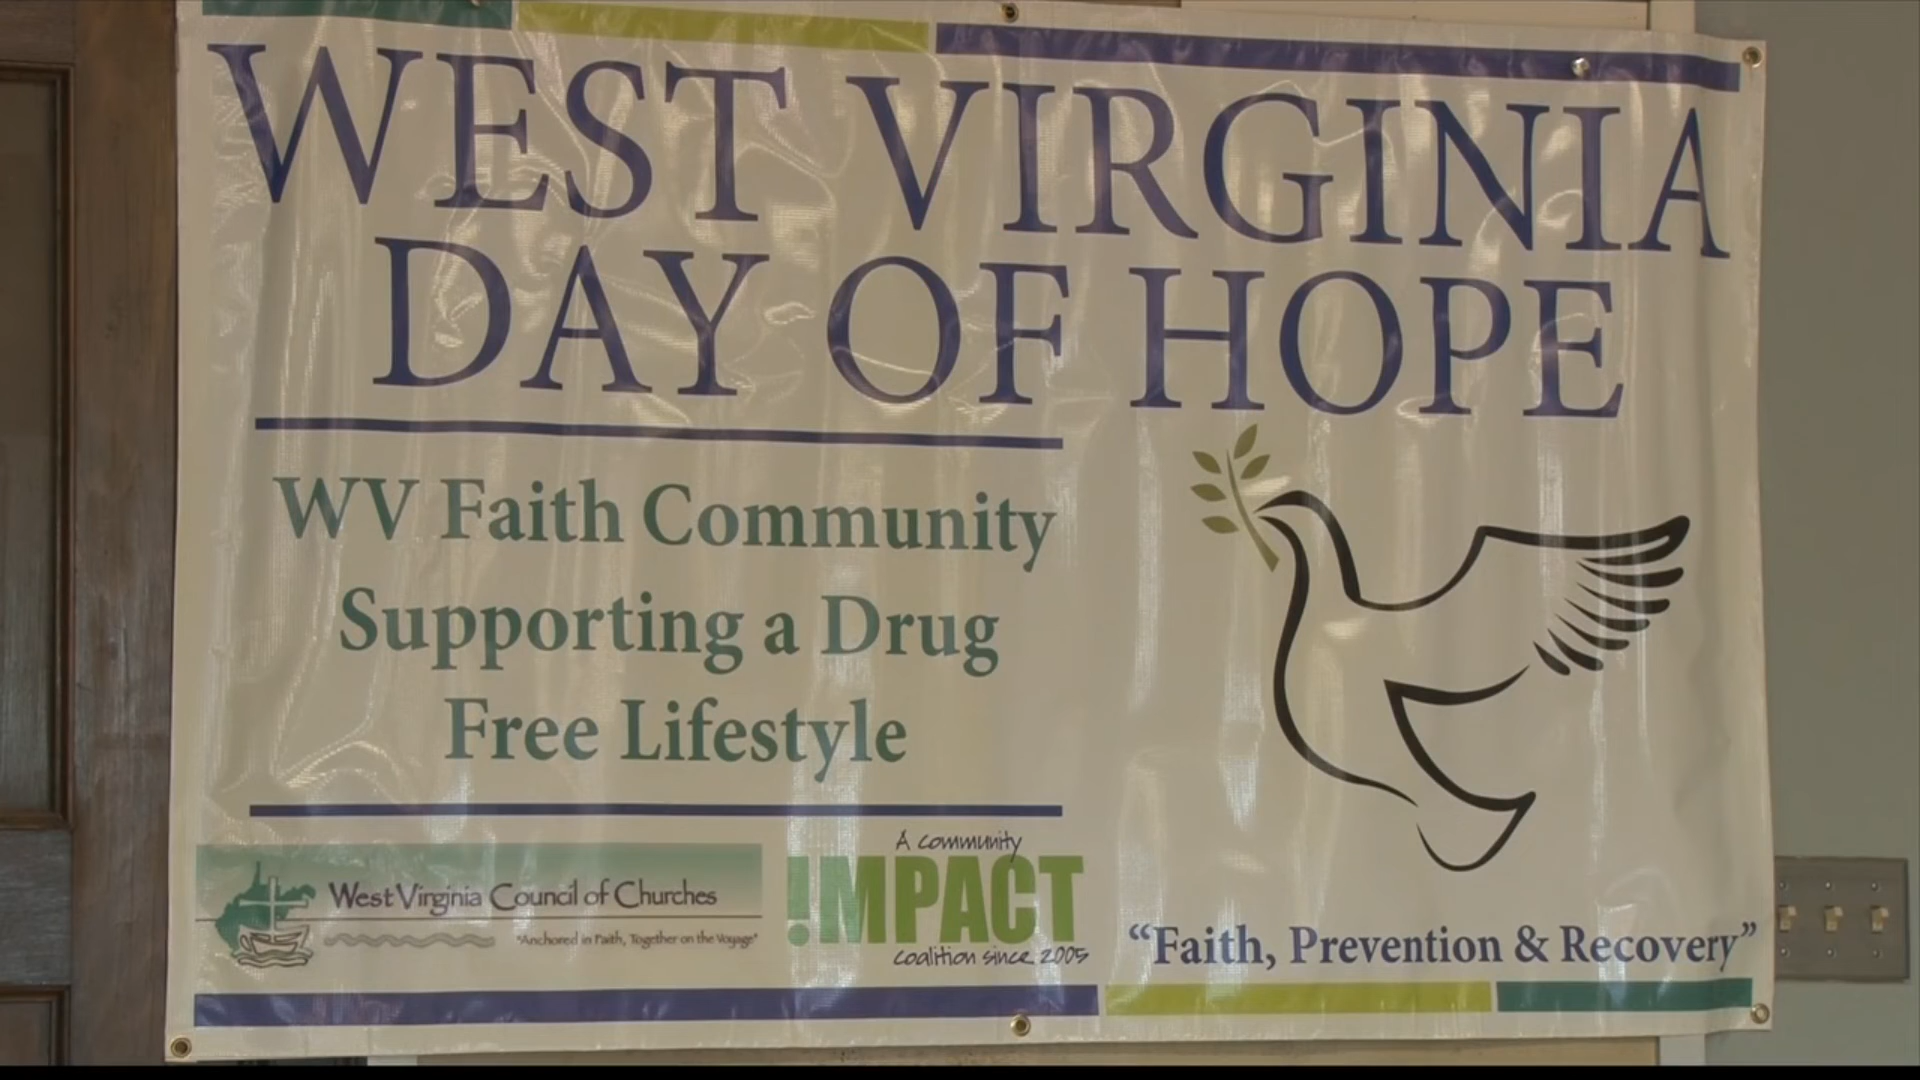 WEST VIRGINIA
DAY OF HOPE
WV Faith Community
Supporting a Drug
Free Lifestyle
West Virginia Council of Churches
"Anchored in Faith, Together on the Voyage"
A community
!MPACT
coalition since 2005
“Faith, Prevention & Recovery”